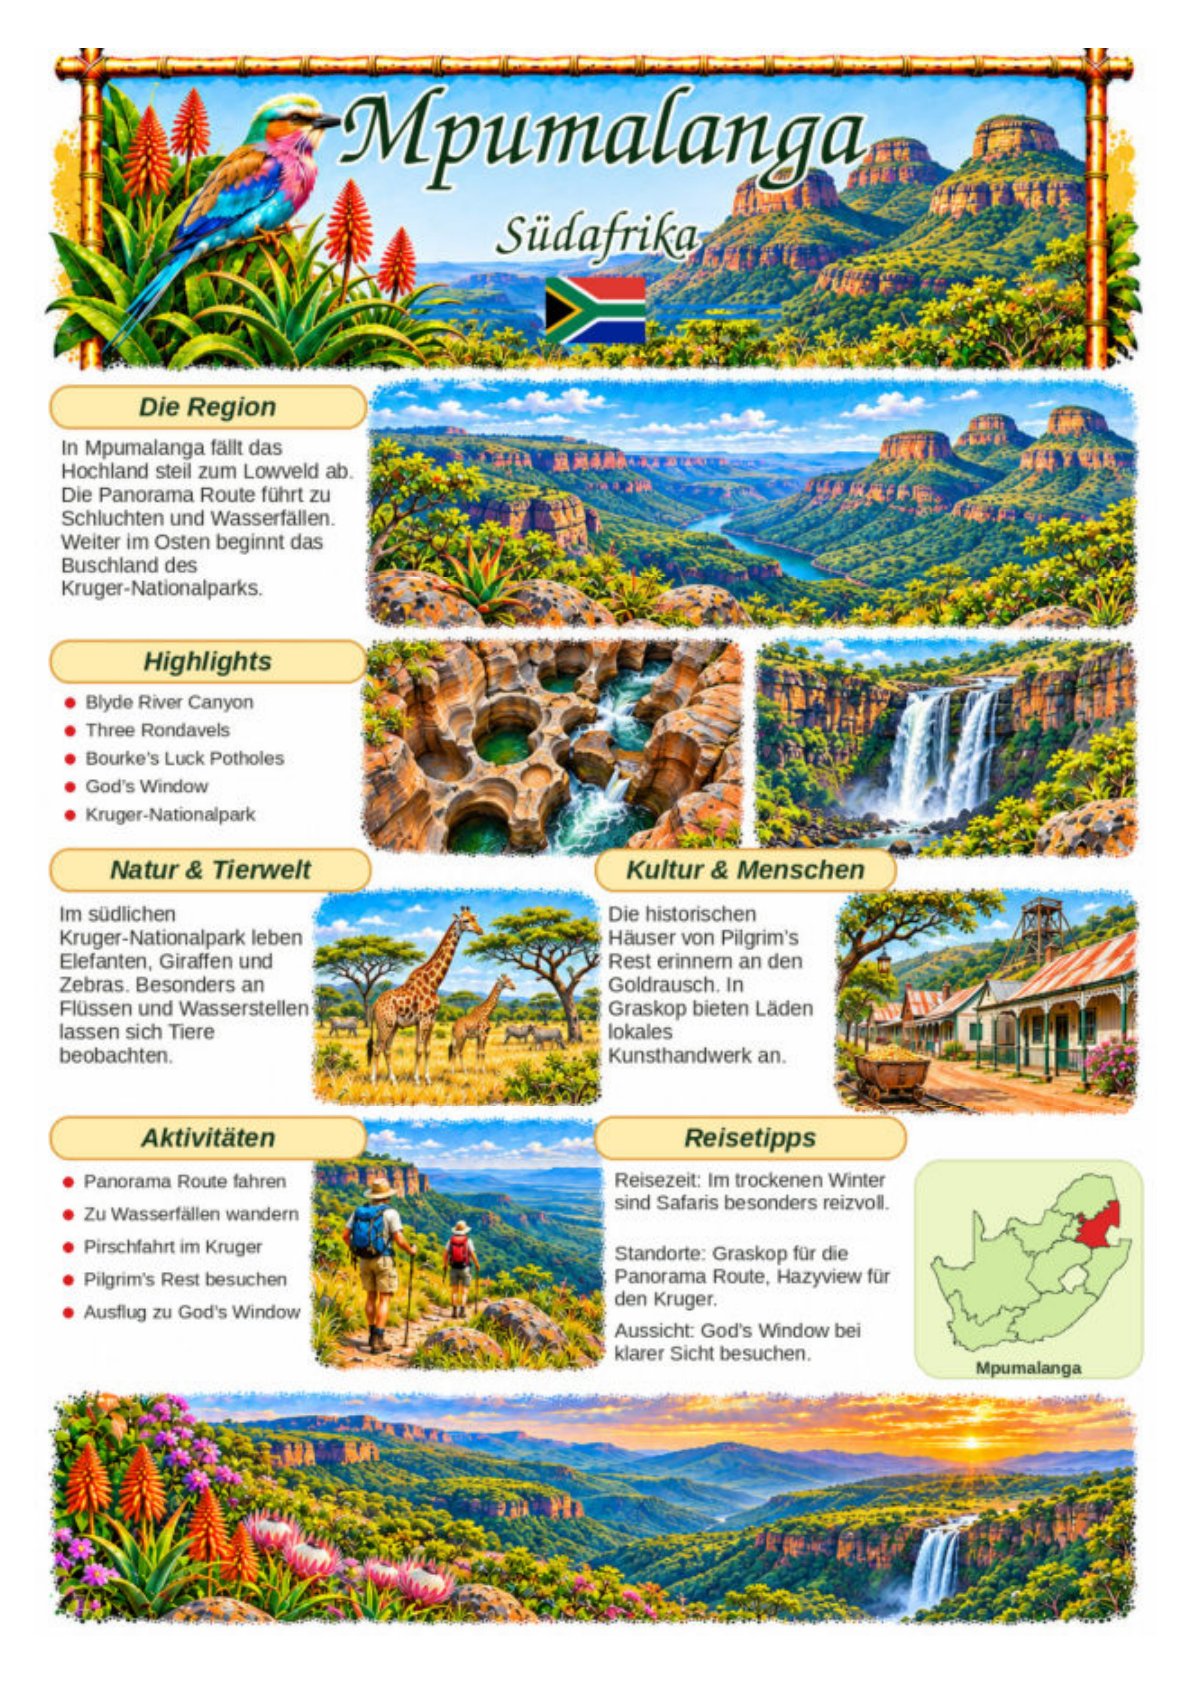 Mpumalanga
Südafrika
Die Region
In Mpumalanga fällt das
Hochland steil zum Lowveld ab.
Die Panorama Route führt zu
Schluchten und Wasserfällen.
Weiter im Osten beginnt das
Buschland des
Kruger-Nationalparks.
Highlights
Blyde River Canyon
Three Rondavels
Bourke's Luck Potholes
God's Window
Kruger-Nationalpark
Natur & Tierwelt
Im südlichen
Kruger-Nationalpark leben
Elefanten, Giraffen und
Zebras. Besonders an
Flüssen und Wasserstellen
lassen sich Tiere
beobachten.
Kultur & Menschen
Die historischen
Häuser von Pilgrim's
Rest erinnern an den
Goldrausch. In
Graskop bieten Läden
lokales
Kunsthandwerk an.
Aktivitäten
Panorama Route fahren
Zu Wasserfällen wandern
Pirschfahrt im Kruger
Pilgrim's Rest besuchen
Ausflug zu God's Window
Reisetipps
Reisezeit: Im trockenen Winter
sind Safaris besonders reizvoll.
Standorte: Graskop für die
Panorama Route, Hazyview für
den Kruger.
Aussicht: God's Window bei
klarer Sicht besuchen.
Mpumalanga